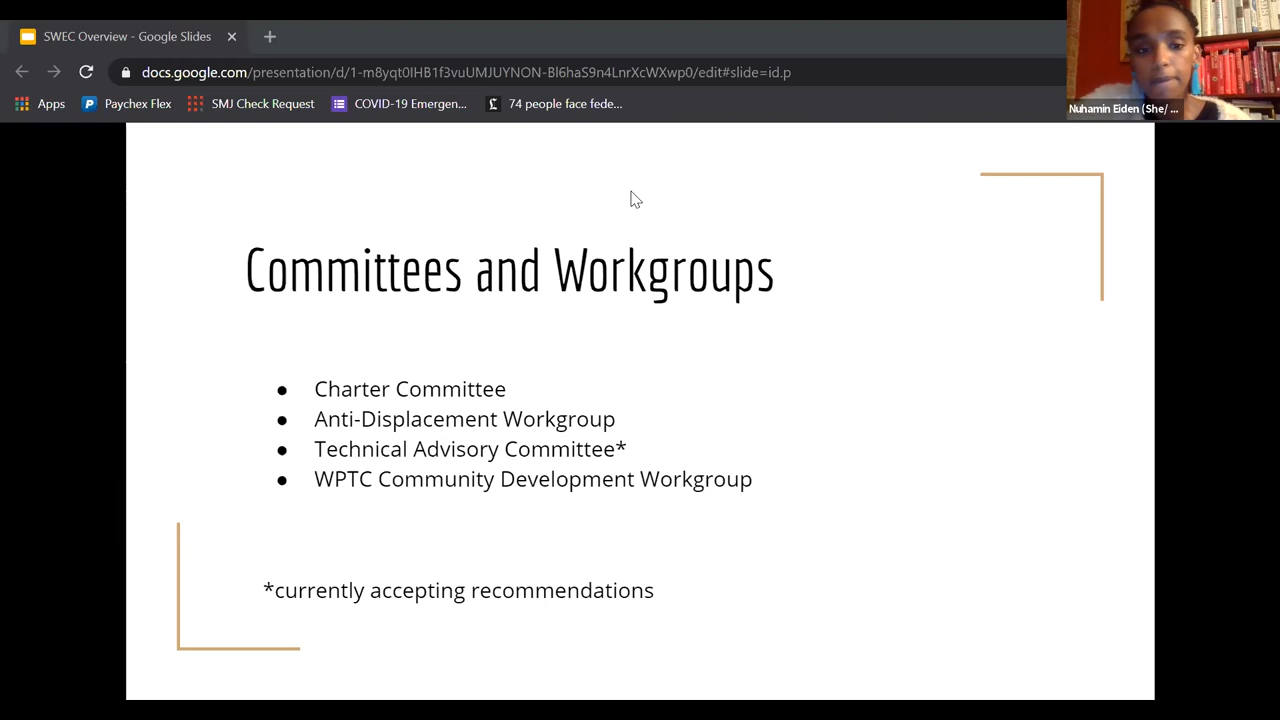 SWEC Overview - Google Slides
docs.google.com/presentation/d/1-m8yqt0lHB1f3vuUMJUYNON-Bl6haS9n4LnrXcWXwp0/edit#slide=id.p
Apps
Paychex Flex
SMJ Check Request
COVID-19 Emergen...
74 people face fede...
Nuhamin Eiden (She/ ...
Committees and Workgroups
● Charter Committee
● Anti-Displacement Workgroup
● Technical Advisory Committee*
● WPTC Community Development Workgroup
*currently accepting recommendations